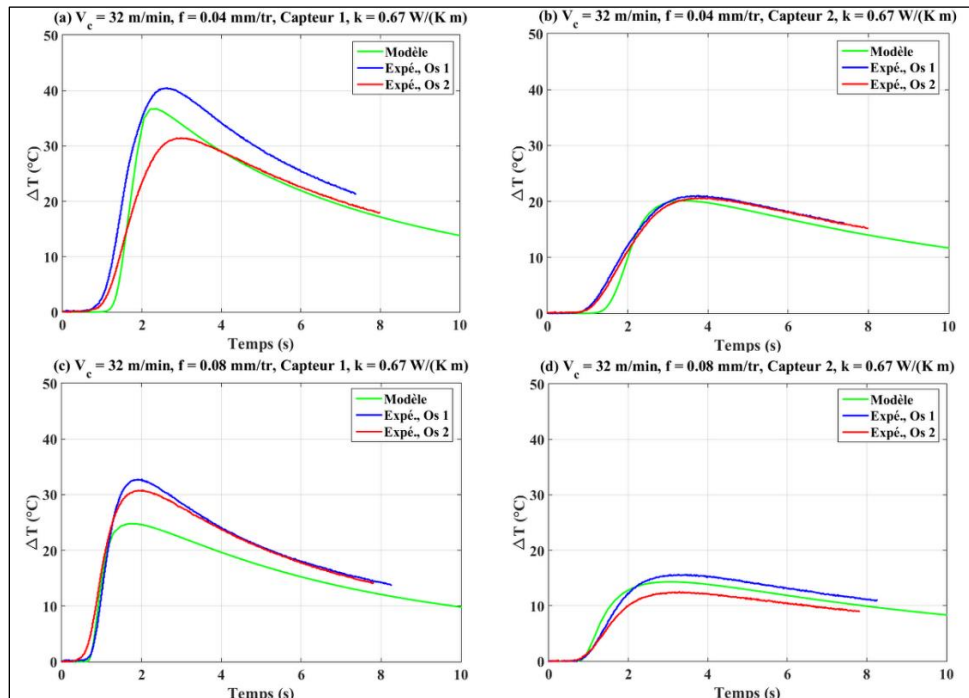 (a) V_c = 32 m/min, f = 0.04 mm/tr, Capteur 1, k = 0.67 W/(K m)
50
40
30
20
10
0
ΔT (°C)
Modèle
Expé., Os 1
Expé., Os 2
0 2 4 6 8 10
Temps (s)
(b) V_c = 32 m/min, f = 0.04 mm/tr, Capteur 2, k = 0.67 W/(K m)
50
40
30
20
10
0
ΔT (°C)
Modèle
Expé., Os 1
Expé., Os 2
0 2 4 6 8 10
Temps (s)
(c) V_c = 32 m/min, f = 0.08 mm/tr, Capteur 1, k = 0.67 W/(K m)
50
40
30
20
10
0
ΔT (°C)
Modèle
Expé., Os 1
Expé., Os 2
0 2 4 6 8 10
Temps (s)
(d) V_c = 32 m/min, f = 0.08 mm/tr, Capteur 2, k = 0.67 W/(K m)
50
40
30
20
10
0
ΔT (°C)
Modèle
Expé., Os 1
Expé., Os 2
0 2 4 6 8 10
Temps (s)